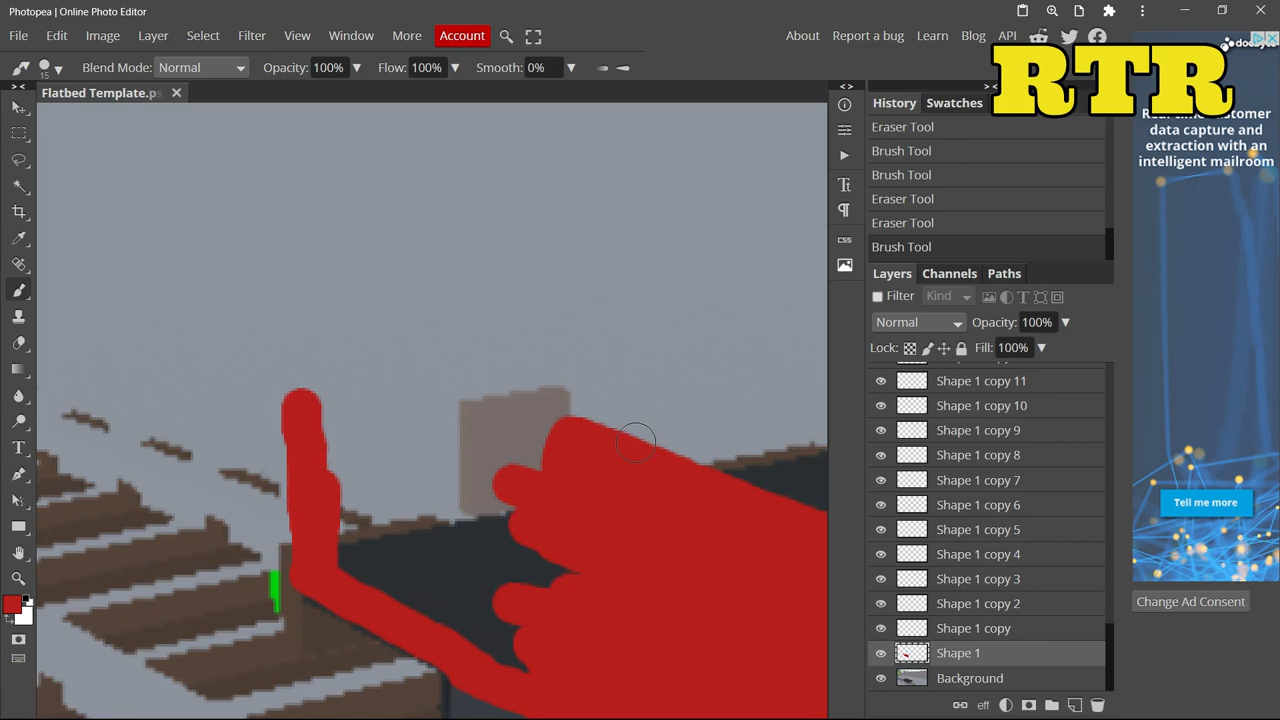 Photopea | Online Photo Editor
File Edit Image Layer Select Filter View Window More Account
About Report a bug Learn Blog API
15 Blend Mode: Normal Opacity: 100% Flow: 100% Smooth: 0%
RTR
Flatbed Template.ps
History Swatches
Eraser Tool
Brush Tool
Brush Tool
Eraser Tool
Eraser Tool
Brush Tool
Layers Channels Paths
Filter Kind
Normal Opacity: 100%
Lock: Fill: 100%
Shape 1 copy 11
Shape 1 copy 10
Shape 1 copy 9
Shape 1 copy 8
Shape 1 copy 7
Shape 1 copy 6
Shape 1 copy 5
Shape 1 copy 4
Shape 1 copy 3
Shape 1 copy 2
Shape 1 copy
Shape 1
Background
eff
CSS
data capture and
extraction with an
intelligent mailroom
Tell me more
Change Ad Consent